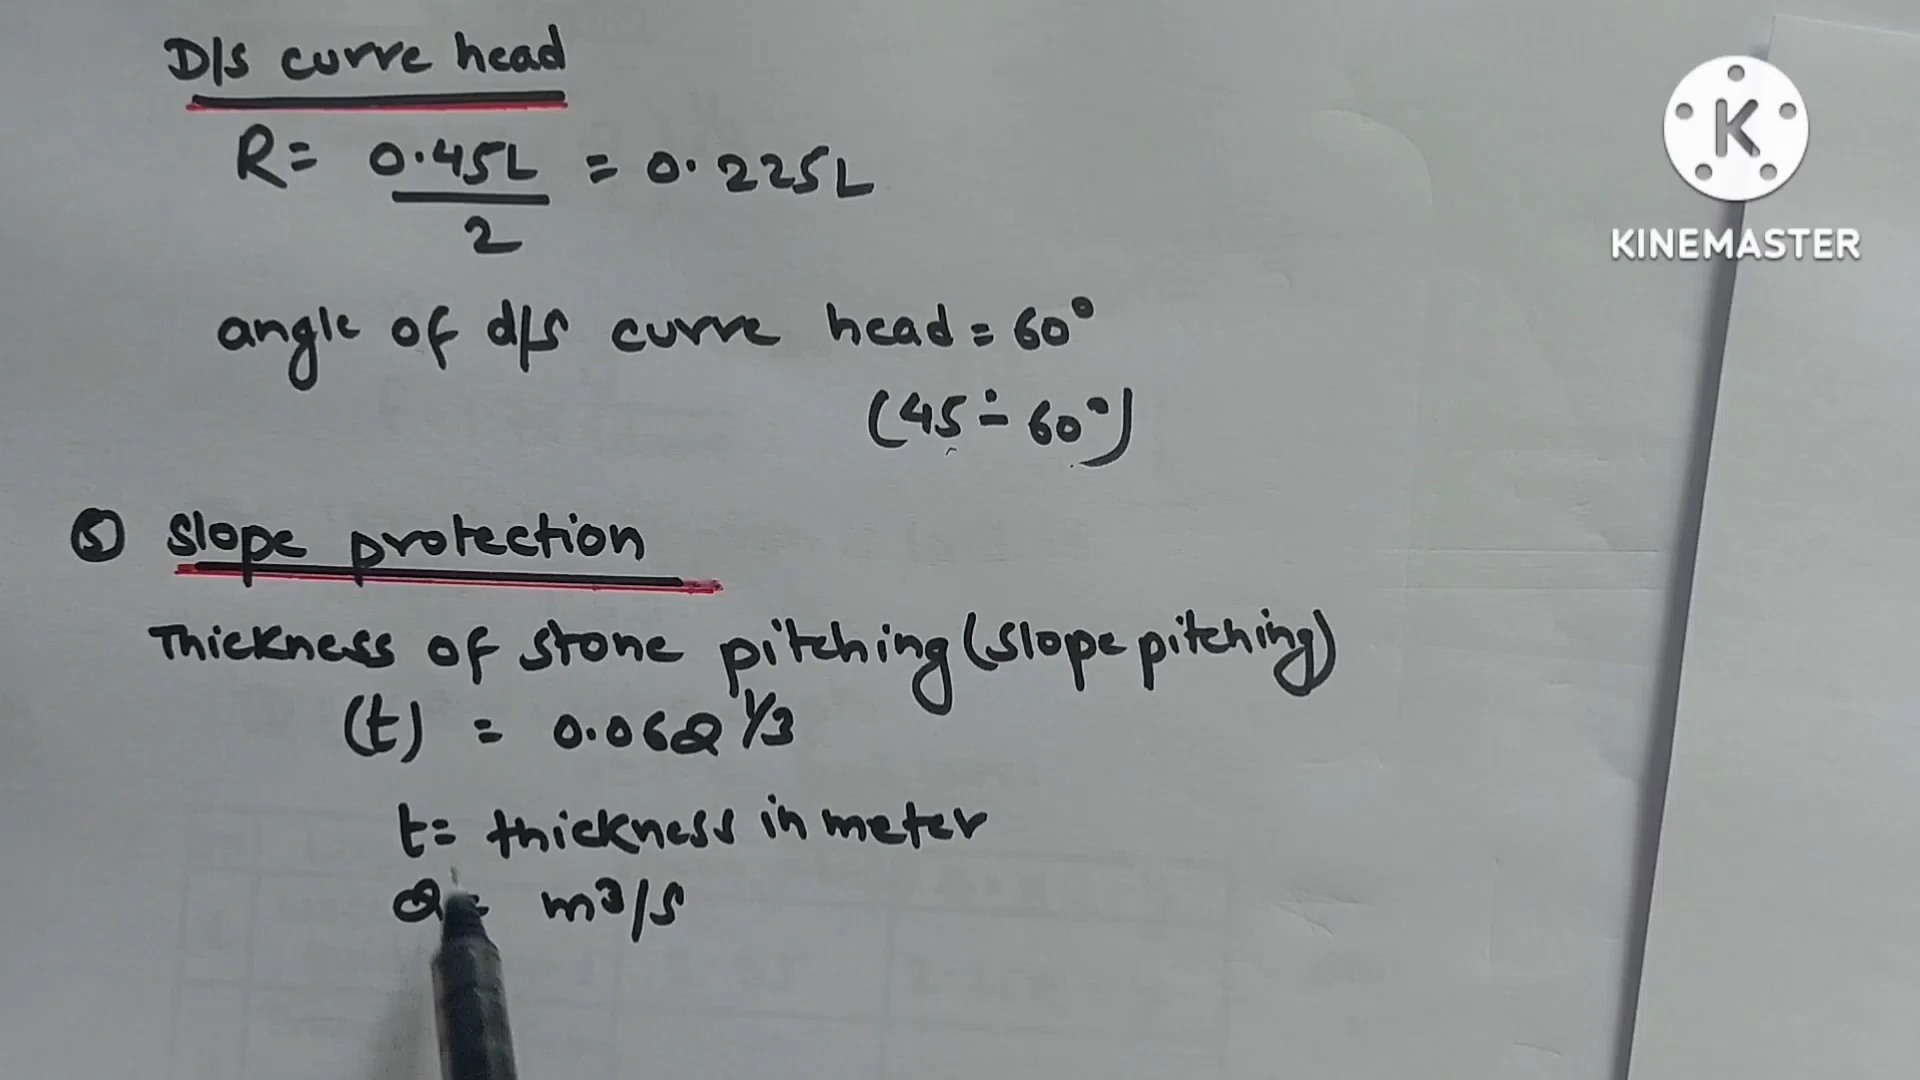 D/s curve head
R = 0.45L / 2 = 0.225L
angle of d/s curve head = 60°
(45 ÷ 60°)
⑤ Slope protection
Thickness of stone pitching (slope pitching)
(t) = 0.06Q^1/3
t = thickness in meter
Q = m³/s
K
KINEMASTER